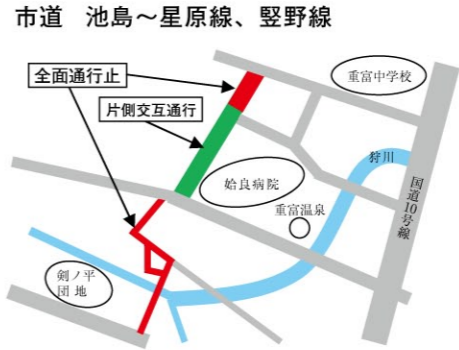 市道 池島～星原線、竪野線
全面通行止
片側交互通行
重富中学校
狩川
国道10号線
姶良病院
重富温泉
剣ノ平
団地